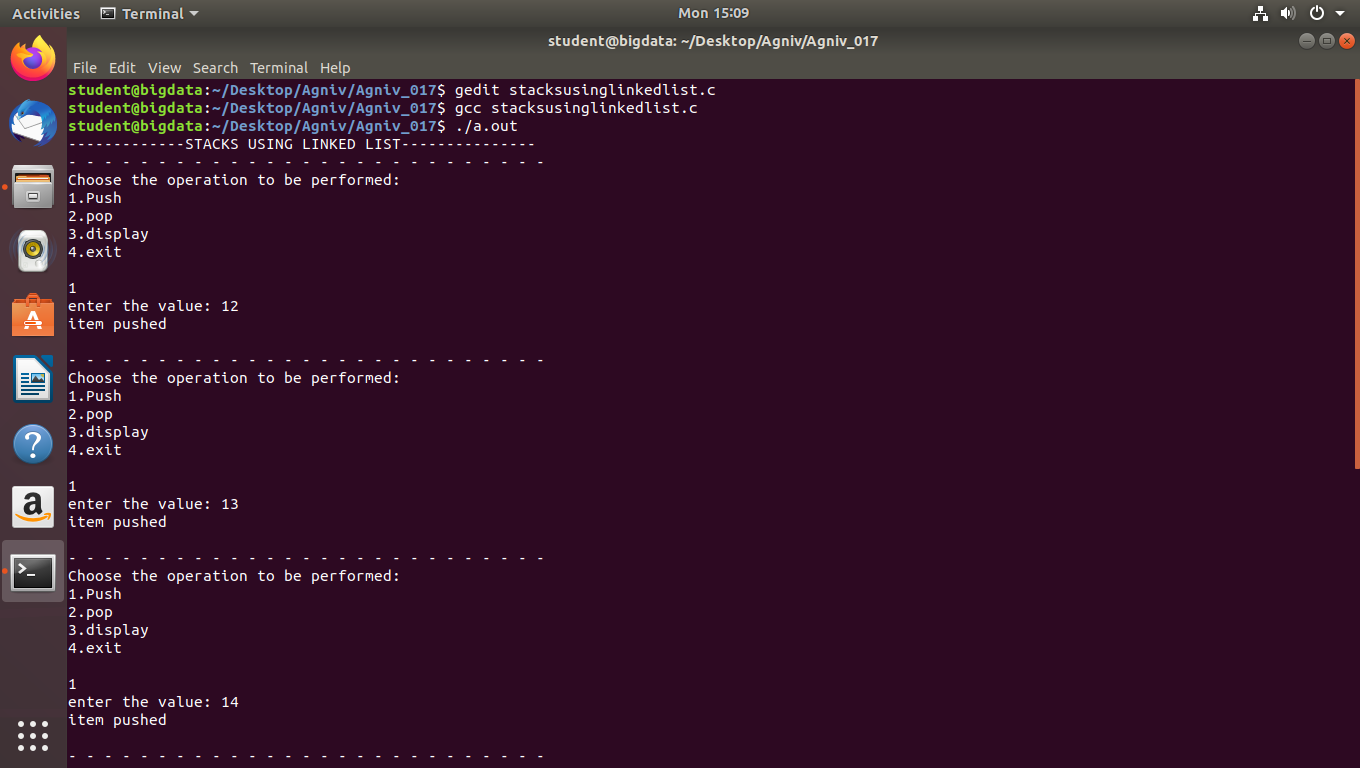 Activities Terminal Mon 15:09
student@bigdata: ~/Desktop/Agniv/Agniv_017
File Edit View Search Terminal Help
student@bigdata:~/Desktop/Agniv/Agniv_017$ gedit stacksusinglinkedlist.c
student@bigdata:~/Desktop/Agniv/Agniv_017$ gcc stacksusinglinkedlist.c
student@bigdata:~/Desktop/Agniv/Agniv_017$ ./a.out
-------------STACKS USING LINKED LIST---------------
- - - - - - - - - - - - - - - - - - - - - - - - - - -
Choose the operation to be performed:
1.Push
2.pop
3.display
4.exit
1
enter the value: 12
item pushed
- - - - - - - - - - - - - - - - - - - - - - - - - - -
Choose the operation to be performed:
1.Push
2.pop
3.display
4.exit
1
enter the value: 13
item pushed
- - - - - - - - - - - - - - - - - - - - - - - - - - -
Choose the operation to be performed:
1.Push
2.pop
3.display
4.exit
1
enter the value: 14
item pushed
- - - - - - - - - - - - - - - - - - - - - - - - - - -